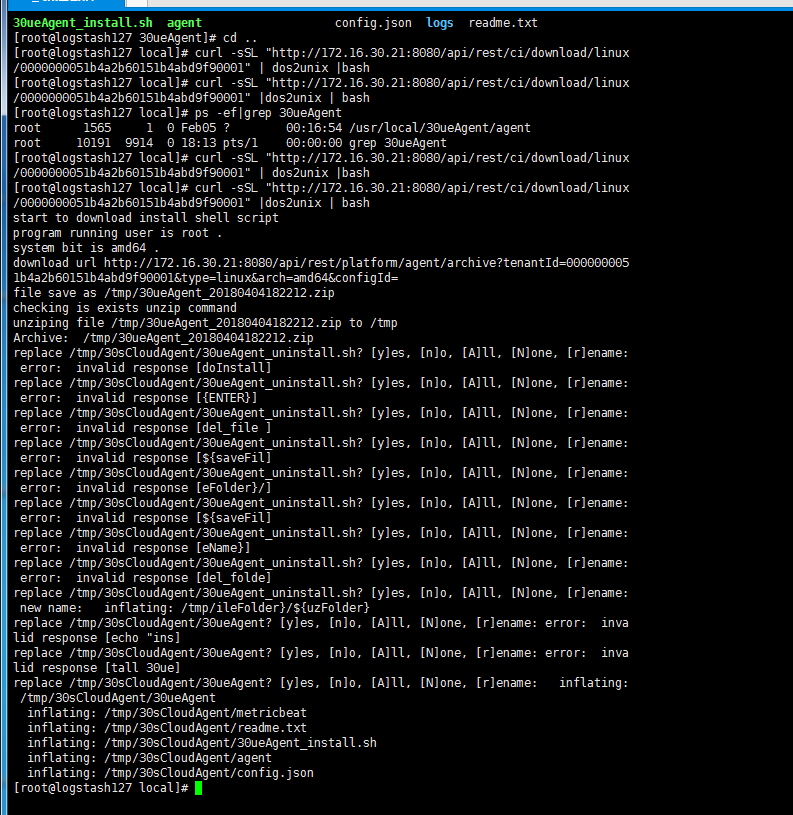 30ueAgent_install.sh agent config.json logs readme.txt
[root@logstash127 30ueAgent]# cd ..
[root@logstash127 local]# curl -sSL "http://172.16.30.21:8080/api/rest/ci/download/linux
/0000000051b4a2b60151b4abd9f90001" | dos2unix |bash
[root@logstash127 local]# curl -sSL "http://172.16.30.21:8080/api/rest/ci/download/linux
/0000000051b4a2b60151b4abd9f90001" |dos2unix | bash
[root@logstash127 local]# ps -ef|grep 30ueAgent
root 1565 1 0 Feb05 ? 00:16:54 /usr/local/30ueAgent/agent
root 10191 9914 0 18:13 pts/1 00:00:00 grep 30ueAgent
[root@logstash127 local]# curl -sSL "http://172.16.30.21:8080/api/rest/ci/download/linux
/0000000051b4a2b60151b4abd9f90001" | dos2unix |bash
[root@logstash127 local]# curl -sSL "http://172.16.30.21:8080/api/rest/ci/download/linux
/0000000051b4a2b60151b4abd9f90001" |dos2unix | bash
start to download install shell script
program running user is root .
system bit is amd64 .
download url http://172.16.30.21:8080/api/rest/platform/agent/archive?tenantId=000000005
1b4a2b60151b4abd9f90001&type=linux&arch=amd64&configId=
file save as /tmp/30ueAgent_20180404182212.zip
checking is exists unzip command
unziping file /tmp/30ueAgent_20180404182212.zip to /tmp
Archive:  /tmp/30ueAgent_20180404182212.zip
replace /tmp/30sCloudAgent/30ueAgent_uninstall.sh? [y]es, [n]o, [A]ll, [N]one, [r]ename:
 error:  invalid response [doInstall]
replace /tmp/30sCloudAgent/30ueAgent_uninstall.sh? [y]es, [n]o, [A]ll, [N]one, [r]ename:
 error:  invalid response [{ENTER}]
replace /tmp/30sCloudAgent/30ueAgent_uninstall.sh? [y]es, [n]o, [A]ll, [N]one, [r]ename:
 error:  invalid response [del_file ]
replace /tmp/30sCloudAgent/30ueAgent_uninstall.sh? [y]es, [n]o, [A]ll, [N]one, [r]ename:
 error:  invalid response [${saveFil]
replace /tmp/30sCloudAgent/30ueAgent_uninstall.sh? [y]es, [n]o, [A]ll, [N]one, [r]ename:
 error:  invalid response [eFolder}/]
replace /tmp/30sCloudAgent/30ueAgent_uninstall.sh? [y]es, [n]o, [A]ll, [N]one, [r]ename:
 error:  invalid response [${saveFil]
replace /tmp/30sCloudAgent/30ueAgent_uninstall.sh? [y]es, [n]o, [A]ll, [N]one, [r]ename:
 error:  invalid response [eName}]
replace /tmp/30sCloudAgent/30ueAgent_uninstall.sh? [y]es, [n]o, [A]ll, [N]one, [r]ename:
 error:  invalid response [del_folde]
replace /tmp/30sCloudAgent/30ueAgent_uninstall.sh? [y]es, [n]o, [A]ll, [N]one, [r]ename:
 new name:   inflating: /tmp/ileFolder}/${uzFolder}
replace /tmp/30sCloudAgent/30ueAgent? [y]es, [n]o, [A]ll, [N]one, [r]ename: error:  inva
lid response [echo "ins]
replace /tmp/30sCloudAgent/30ueAgent? [y]es, [n]o, [A]ll, [N]one, [r]ename: error:  inva
lid response [tall 30ue]
replace /tmp/30sCloudAgent/30ueAgent? [y]es, [n]o, [A]ll, [N]one, [r]ename:   inflating:
 /tmp/30sCloudAgent/30ueAgent
  inflating: /tmp/30sCloudAgent/metricbeat
  inflating: /tmp/30sCloudAgent/readme.txt
  inflating: /tmp/30sCloudAgent/30ueAgent_install.sh
  inflating: /tmp/30sCloudAgent/agent
  inflating: /tmp/30sCloudAgent/config.json
[root@logstash127 local]#